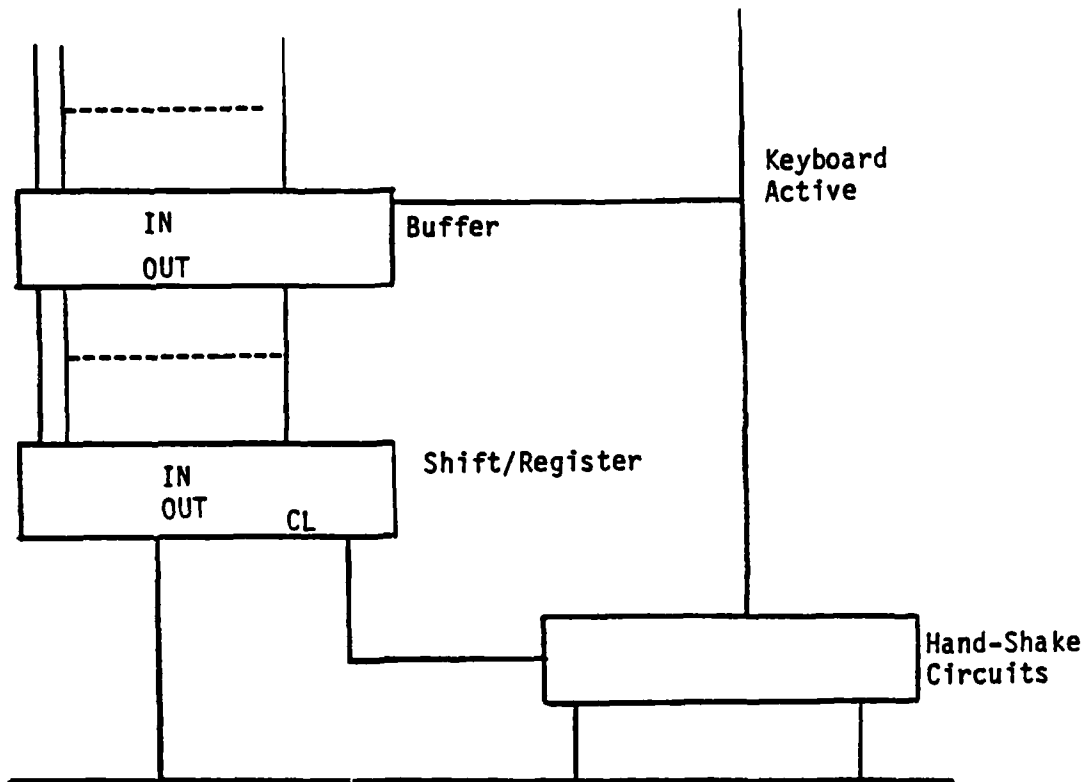 Keyboard
Active
IN
Buffer
OUT
Shift/Register
IN
OUT
CL
Hand-Shake
Circuits